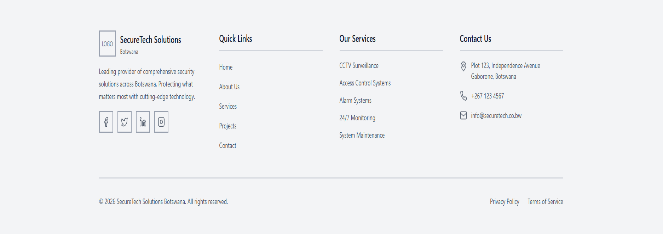 LOGO
SecureTech Solutions
Botswana
Leading provider of comprehensive security
solutions across Botswana. Protecting what
matters most with cutting-edge technology.
Quick Links
Home
About Us
Services
Projects
Contact
Our Services
CCTV Surveillance
Access Control Systems
Alarm Systems
24/7 Monitoring
System Maintenance
Contact Us
Plot 123, Independence Avenue
Gaborone, Botswana
+267 123 4567
info@securetech.co.bw
© 2026 SecureTech Solutions Botswana. All rights reserved.
Privacy Policy
Terms of Service